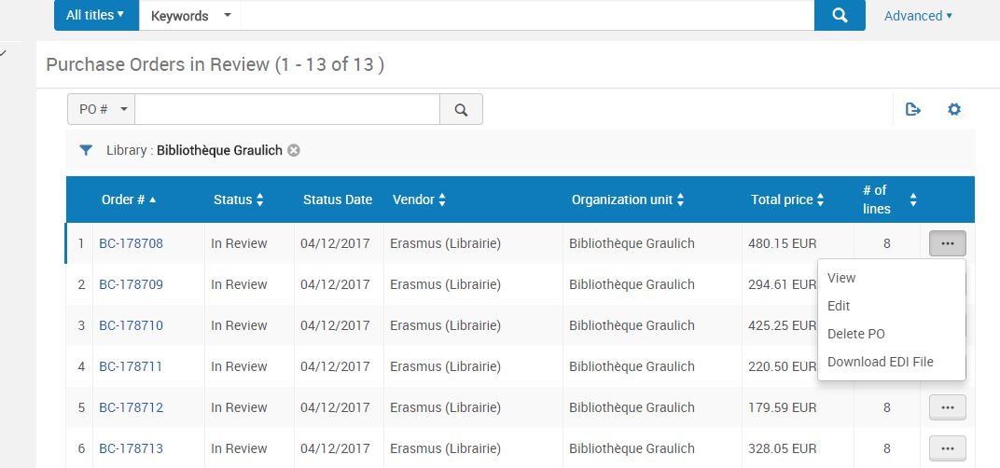 All titles Keywords Advanced
Purchase Orders in Review (1 - 13 of 13 )
PO #
Library : Bibliothèque Graulich
Order # Status Status Date Vendor Organization unit Total price # of lines
1 BC-178708 In Review 04/12/2017 Erasmus (Librairie) Bibliothèque Graulich 480.15 EUR 8 ...
View
Edit
Delete PO
Download EDI File
2 BC-178709 In Review 04/12/2017 Erasmus (Librairie) Bibliothèque Graulich 294.61 EUR
3 BC-178710 In Review 04/12/2017 Erasmus (Librairie) Bibliothèque Graulich 425.25 EUR
4 BC-178711 In Review 04/12/2017 Erasmus (Librairie) Bibliothèque Graulich 220.50 EUR
5 BC-178712 In Review 04/12/2017 Erasmus (Librairie) Bibliothèque Graulich 179.59 EUR 8 ...
6 BC-178713 In Review 04/12/2017 Erasmus (Librairie) Bibliothèque Graulich 328.05 EUR 8 ...